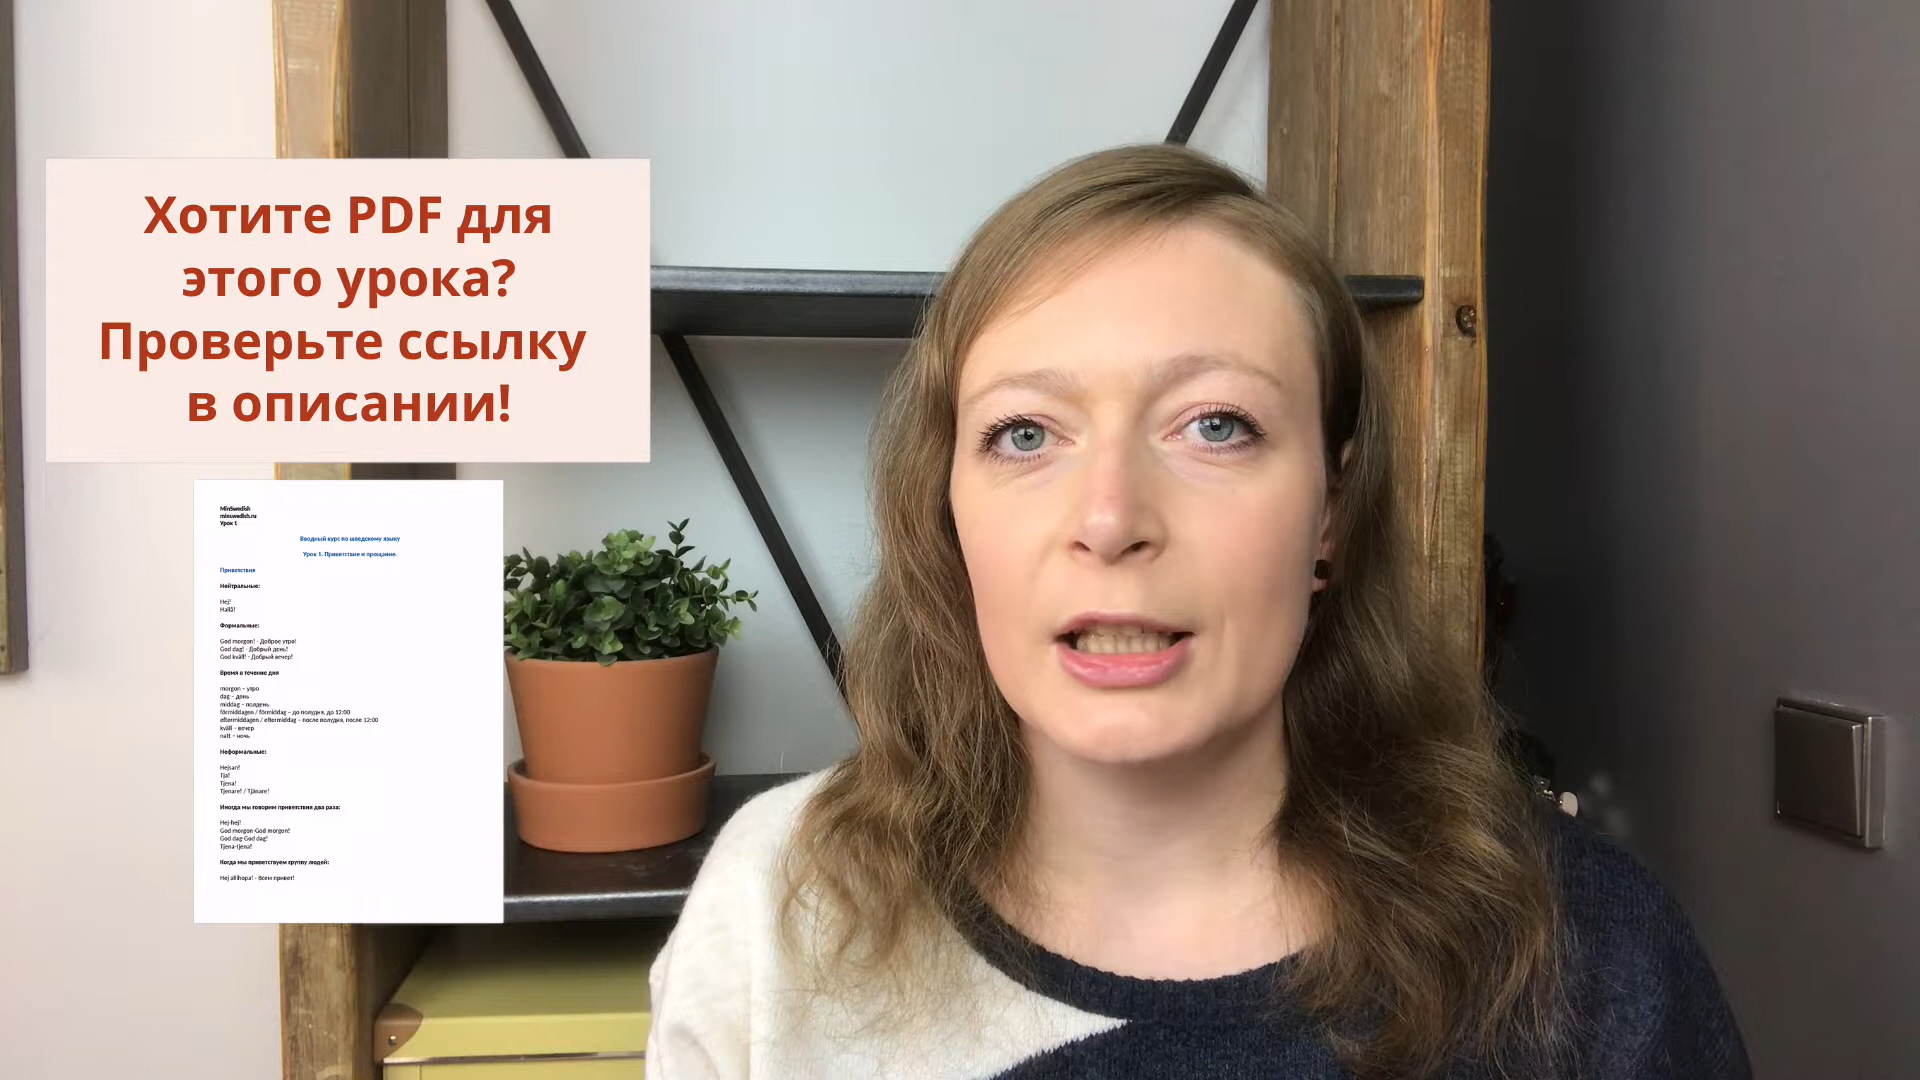 Хотите PDF для
этого урока?
Проверьте ссылку
в описании!
MinSwedish
minswedish.ru
Урок 1
Вводный курс по шведскому языку
Урок 1. Приветствие и прощание.
Приветствия
Нейтральные:
Hej!
Hallå!
Формальные:
God morgon! - Доброе утро!
God dag! - Добрый день!
God kväll! - Добрый вечер!
Время в течение дня
morgon – утро
dag – день
middag – полдень
förmiddagen / förmiddag – до полудня, до 12:00
eftermiddagen / eftermiddag – после полудня, после 12:00
kväll – вечер
natt – ночь
Неформальные:
Hejsan!
Tja!
Tjena!
Tjenare! / Tjänare!
Иногда мы говорим приветствия два раза:
Hej-hej!
God morgon-God morgon!
God dag-God dag!
Tjena-tjena!
Когда мы приветствуем группу людей:
Hej allihopa! - Всем привет!